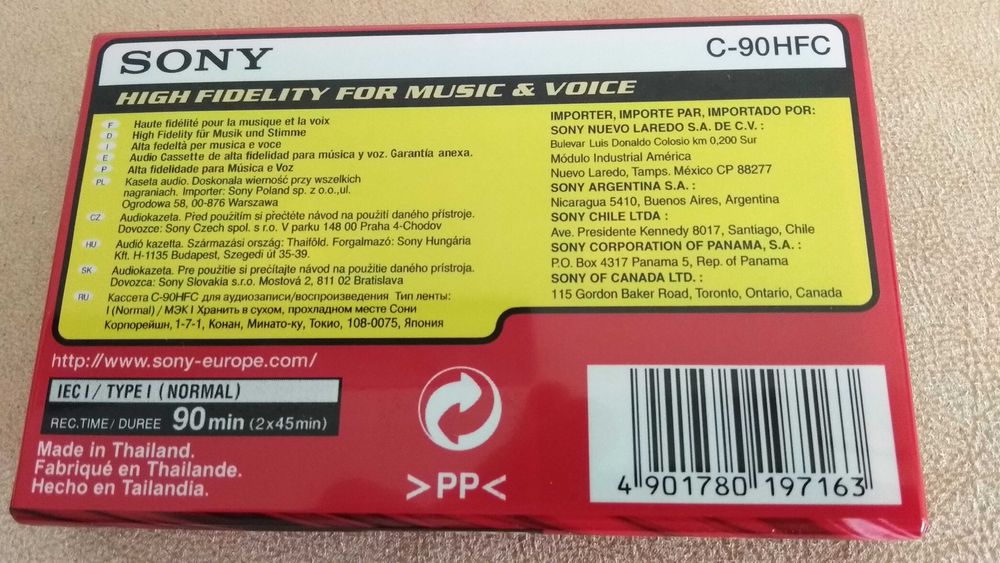 SONY
C-90HFC
HIGH FIDELITY FOR MUSIC & VOICE
F Haute fidélité pour la musique et la voix
D High Fidelity für Musik und Stimme
I Alta fedeltà per musica e voce
E Audio Cassette de alta fidelidad para música y voz. Garantía anexa.
P Alta fidelidade para Música e Voz
PL Kaseta audio. Doskonała wierność przy wszelkich
nagraniach. Importer: Sony Poland sp. z o.o.,ul.
Ogrodowa 58, 00-876 Warszawa
CZ Audiokazeta. Před použitím si přečtěte návod na použití daného přístroje.
Dovozce: Sony Czech spol. s r.o. V parku 148 00 Praha 4-Chodov
HU Audió kazetta. Származási ország: Thaiföld. Forgalmazó: Sony Hungária
Kft. H-1135 Budapest, Szegedi út 35-39.
SK Audiokazeta. Pre použitie si prečítajte návod na použitie daného prístroja.
Dovozca: Sony Slovakia s.r.o. Mostová 2, 811 02 Bratislava
RU Кассета C-90HFC для аудиозаписи/воспроизведения Тип ленты:
I (Normal) / МЭК I Хранить в сухом, прохладном месте Сони
Корпорейшн, 1-7-1, Конан, Минато-ку, Токио, 108-0075, Япония
IMPORTER, IMPORTE PAR, IMPORTADO POR:
SONY NUEVO LAREDO S.A. DE C.V. :
Bulevar Luis Donaldo Colosio km 0,200 Sur
Módulo Industrial América
Nuevo Laredo, Tamps. México CP 88277
SONY ARGENTINA S.A. :
Nicaragua 5410, Buenos Aires, Argentina
SONY CHILE LTDA :
Ave. Presidente Kennedy 8017, Santiago, Chile
SONY CORPORATION OF PANAMA, S.A. :
P.O. Box 4317 Panama 5, Rep. of Panama
SONY OF CANADA LTD. :
115 Gordon Baker Road, Toronto, Ontario, Canada
http://www.sony-europe.com/
IEC I / TYPE I (NORMAL)
REC.TIME / DUREE 90min (2x45min)
Made in Thailand.
Fabriqué en Thaïlande.
Hecho en Tailandia.
>PP<
4 901780 197163